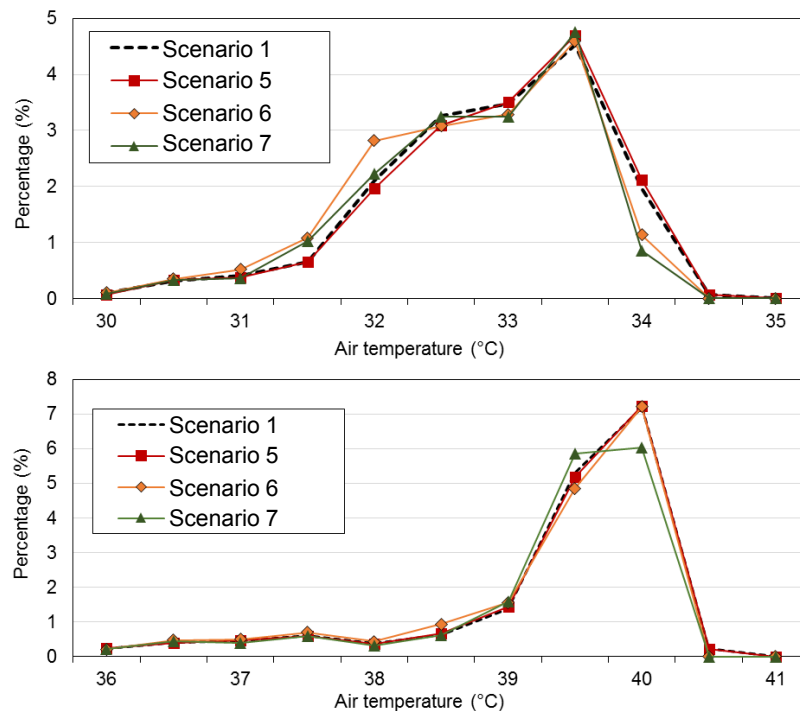 5
4
3
2
1
0
Percentage (%)
Scenario 1
Scenario 5
Scenario 6
Scenario 7
30 31 32 33 34 35
Air temperature (°C)
8
7
6
5
4
3
2
1
0
Percentage (%)
Scenario 1
Scenario 5
Scenario 6
Scenario 7
36 37 38 39 40 41
Air temperature (°C)